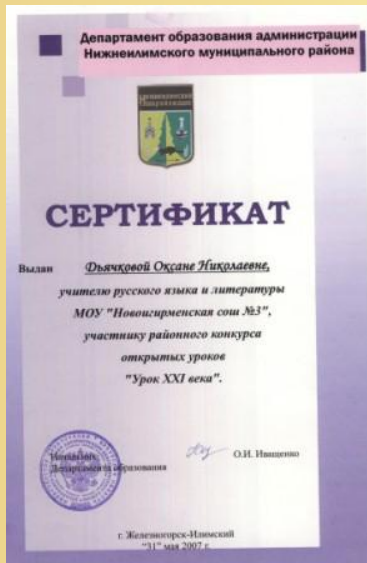 Департамент образования администрации
Нижнеилимского муниципального района
СЕРТИФИКАТ
Выдан Дьячковой Оксане Николаевне,
учителю русского языка и литературы
МОУ "Новоигирменская сош №3",
участнику районного конкурса
открытых уроков
"Урок XXI века".
Начальник
Департамента образования
О.И. Иващенко
г. Железногорск-Илимский
"31" мая 2007 г.